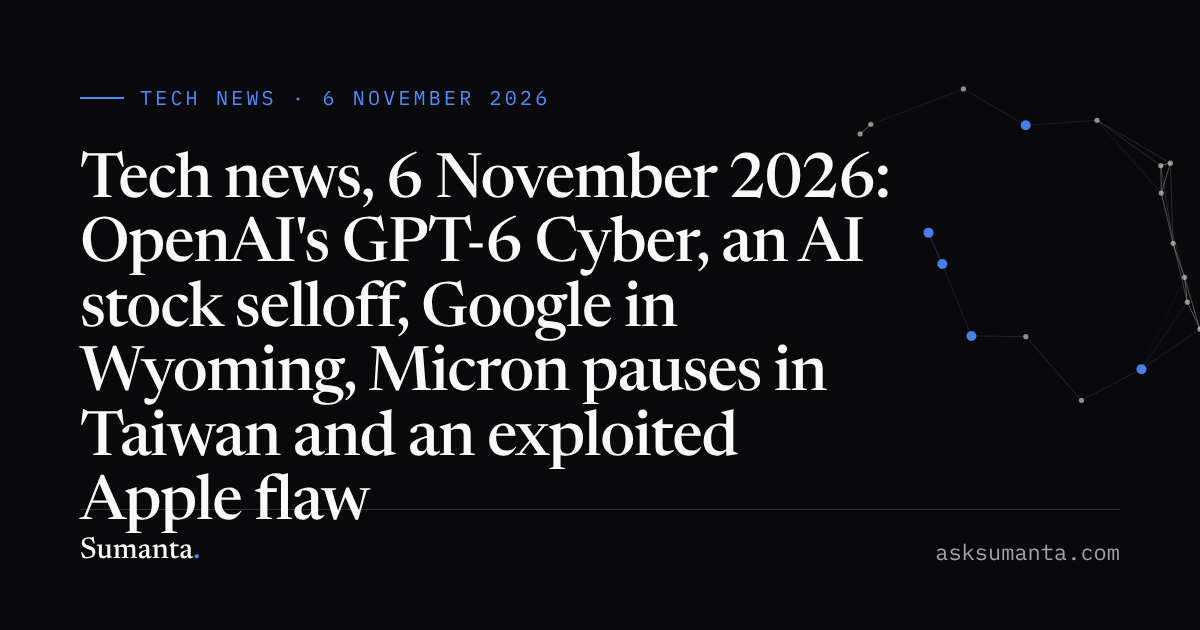 TECH NEWS · 6 NOVEMBER 2026
Tech news, 6 November 2026:
OpenAI's GPT-6 Cyber, an AI
stock selloff, Google in
Wyoming, Micron pauses in
Taiwan and an exploited
Apple flaw
Sumanta.
asksumanta.com